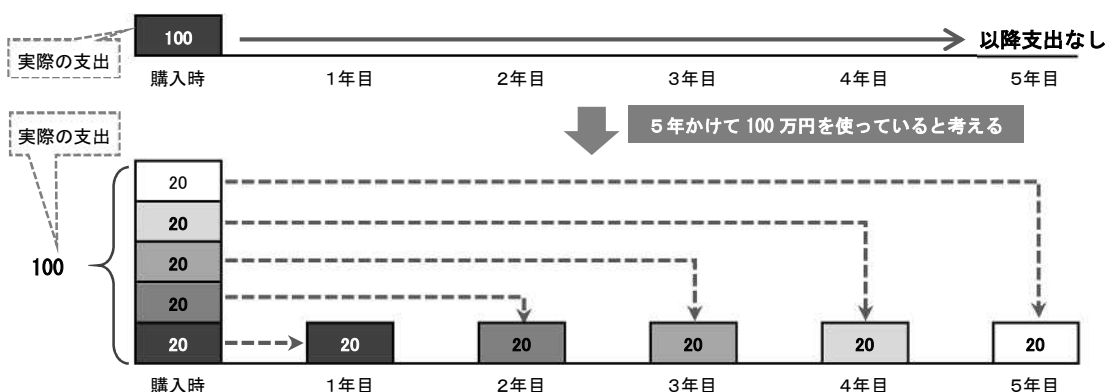 100
以降支出なし
実際の支出
購入時
1年目
2年目
3年目
4年目
5年目
5年かけて100万円を使っていると考える
実際の支出
20
20
20
20
100
20
20
20
20
20
20
購入時
1年目
2年目
3年目
4年目
5年目